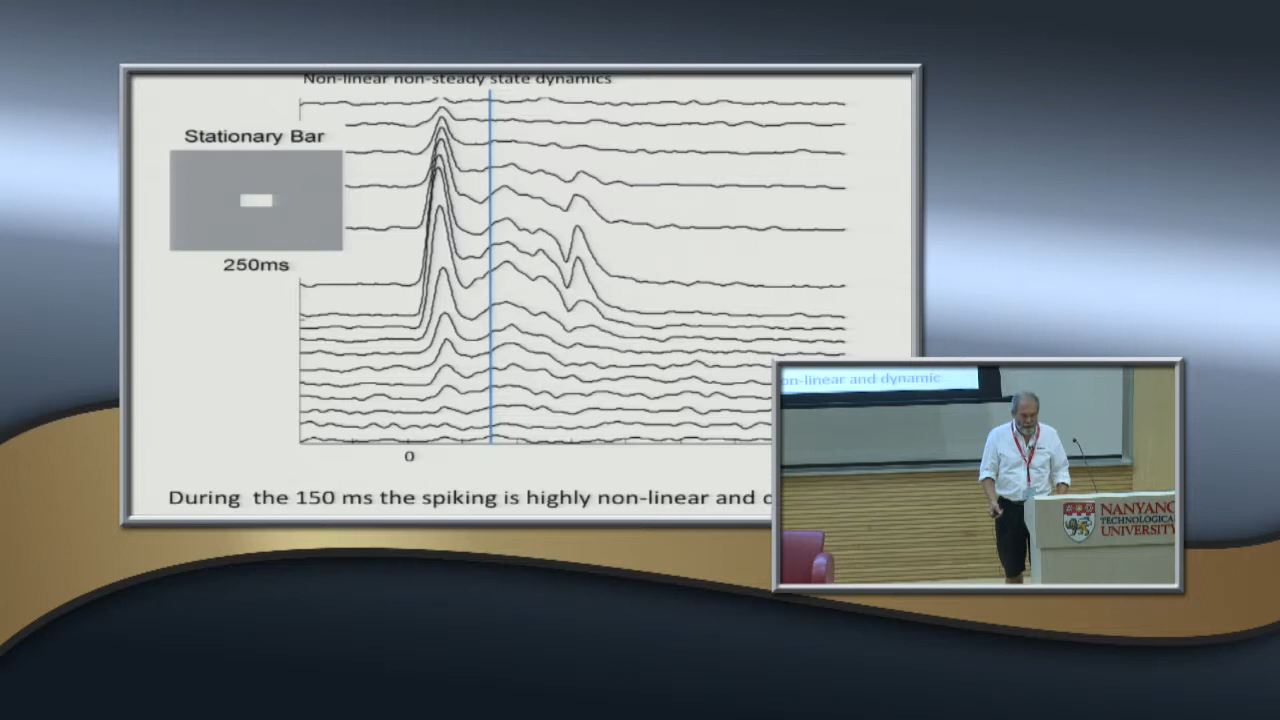 Non-linear non-steady state dynamics
Stationary Bar
250ms
0
During the 150 ms the spiking is highly non-linear and
on-linear and dynamic
NANYANG
TECHNOLOGICA
UNIVERSITY